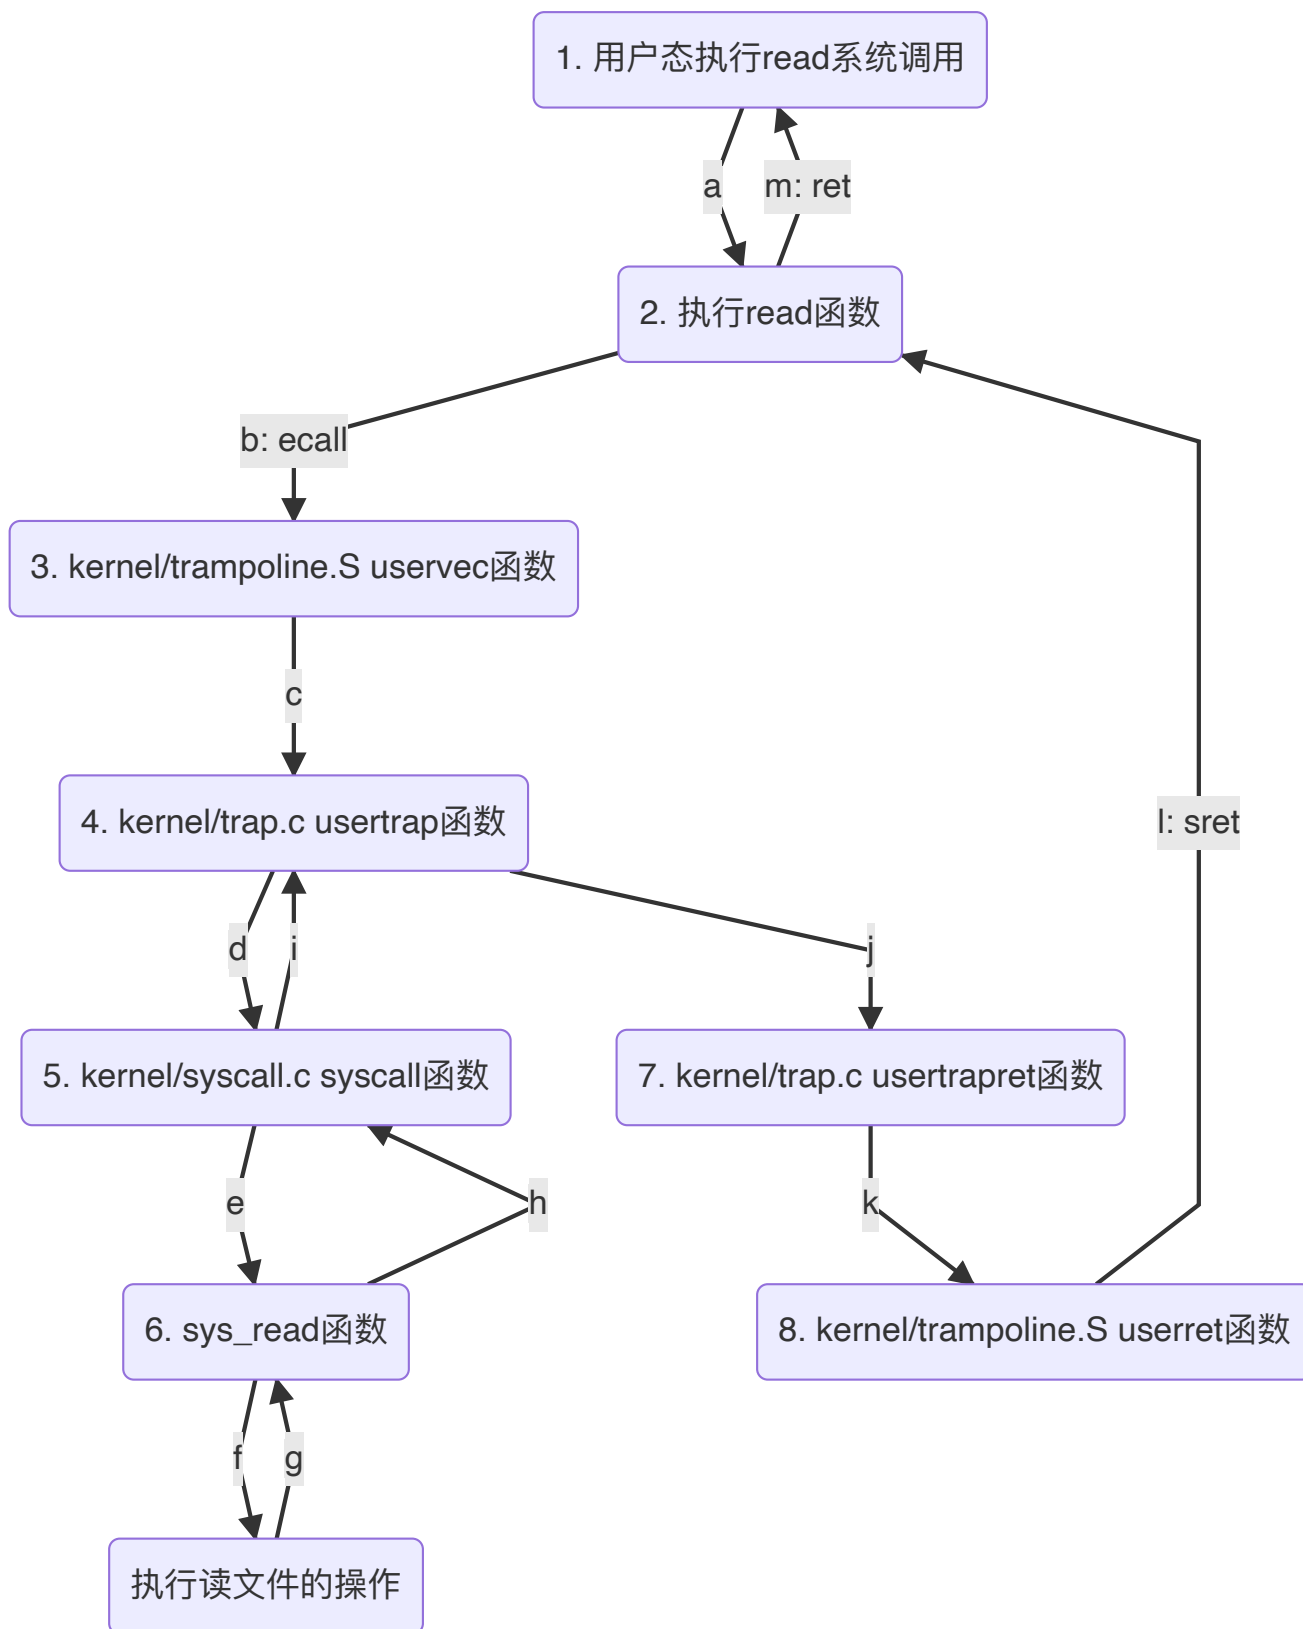 1. 用户态执行read系统调用
a
m: ret
2. 执行read函数
b: ecall
3. kernel/trampoline.S uservec函数
c
4. kernel/trap.c usertrap函数
l: sret
d
i
j
5. kernel/syscall.c syscall函数
7. kernel/trap.c usertrapret函数
e
h
k
6. sys_read函数
8. kernel/trampoline.S userret函数
f
g
执行读文件的操作